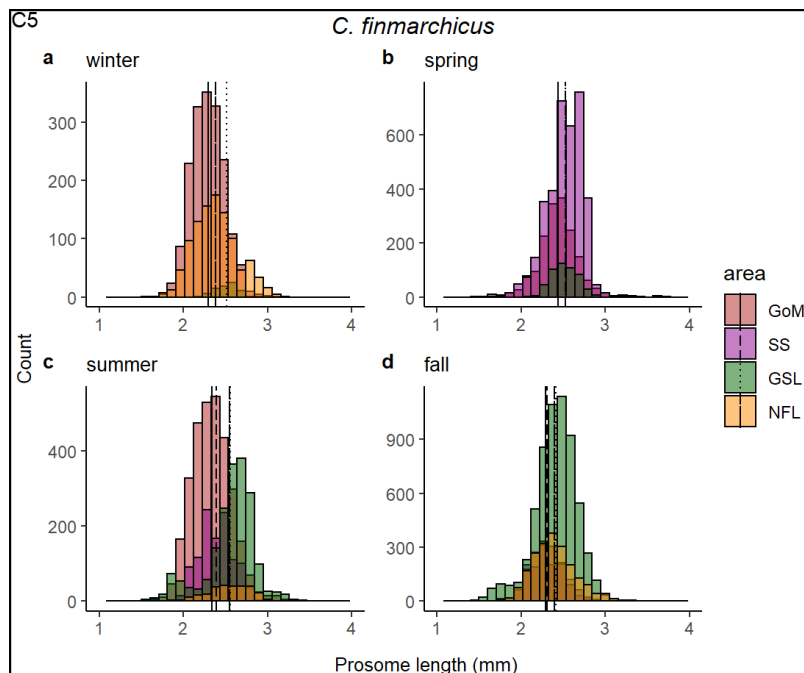 C5
C. finmarchicus
a winter
b spring
300
200
100
0
600
400
200
0
1 2 3 4
1 2 3 4
c summer
d fall
400
200
0
900
600
300
0
1 2 3 4
1 2 3 4
Count
Prosome length (mm)
area
GoM
SS
GSL
NFL